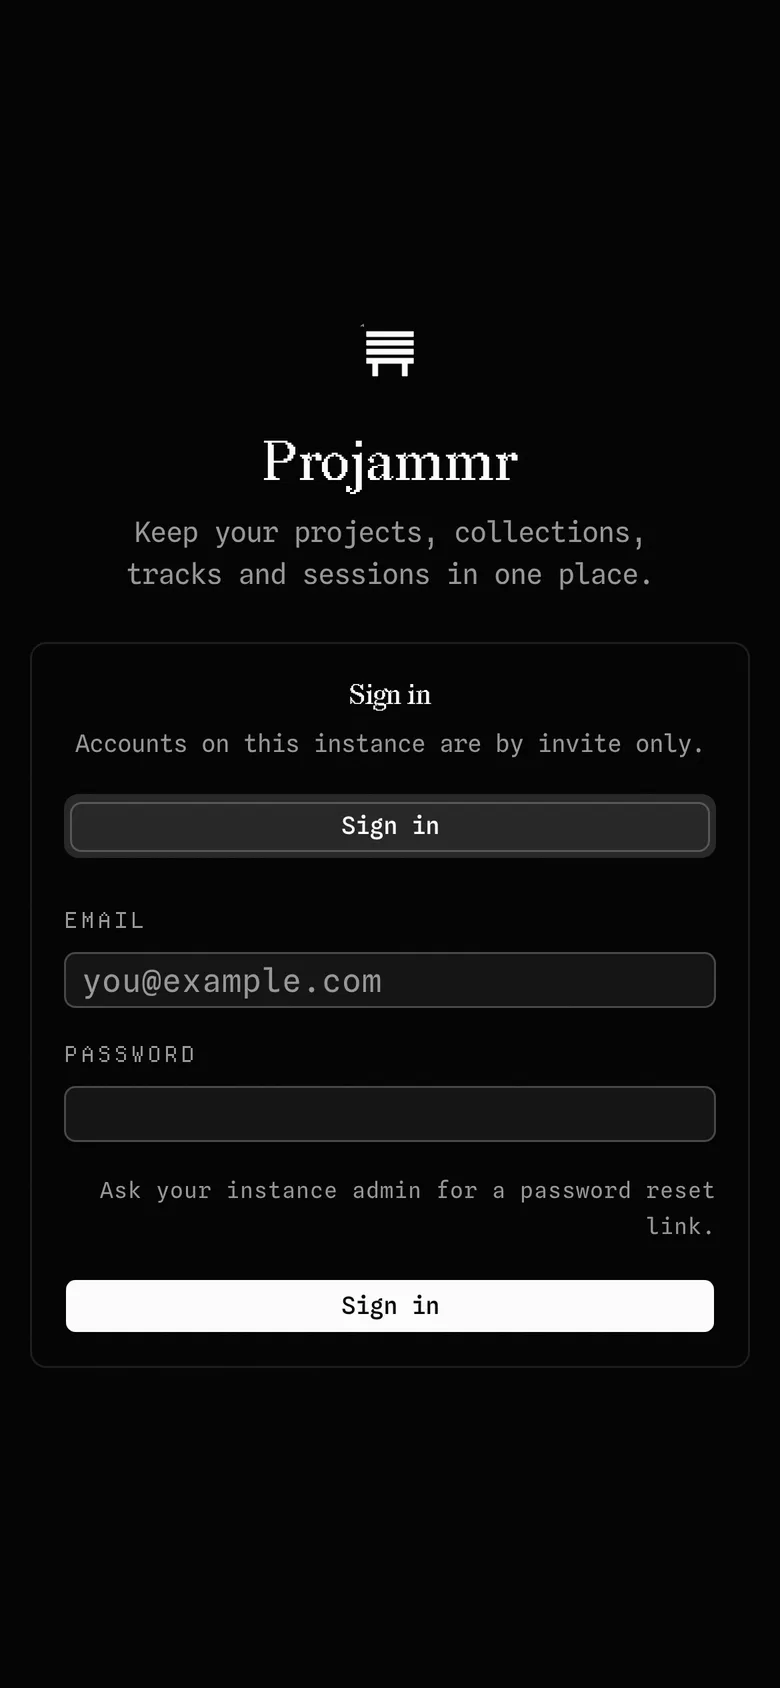 Projammr
Keep your projects, collections,
tracks and sessions in one place.
Sign in
Accounts on this instance are by invite only.
Sign in
EMAIL
you@example.com
PASSWORD
Ask your instance admin for a password reset
link.
Sign in